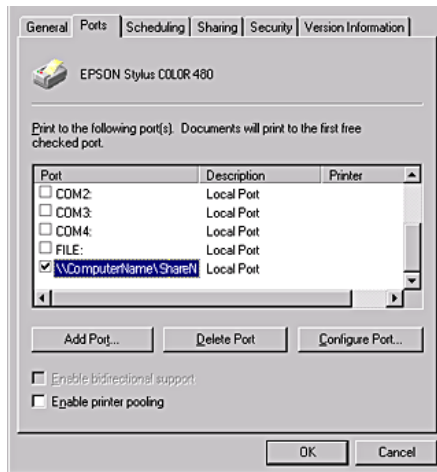 General Ports Scheduling Sharing Security Version Information
EPSON Stylus COLOR 480
Print to the following port(s). Documents will print to the first free
checked port.
Port Description Printer
COM2: Local Port
COM3: Local Port
COM4: Local Port
FILE: Local Port
\\ComputerName\ShareN Local Port
Add Port... Delete Port Configure Port...
Enable bidirectional support
Enable printer pooling
OK Cancel